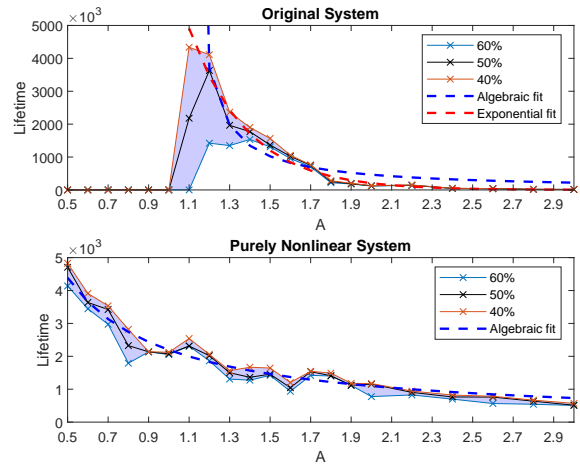 Original System
×10³
5000
4000
3000
2000
1000
0
Lifetime
60%
50%
40%
Algebraic fit
Exponential fit
0.5 0.7 0.9 1.1 1.3 1.5 1.7 1.9 2.1 2.3 2.5 2.7 2.9
A
Purely Nonlinear System
×10³
5
4
3
2
1
0
Lifetime
60%
50%
40%
Algebraic fit
0.5 0.7 0.9 1.1 1.3 1.5 1.7 1.9 2.1 2.3 2.5 2.7 2.9
A